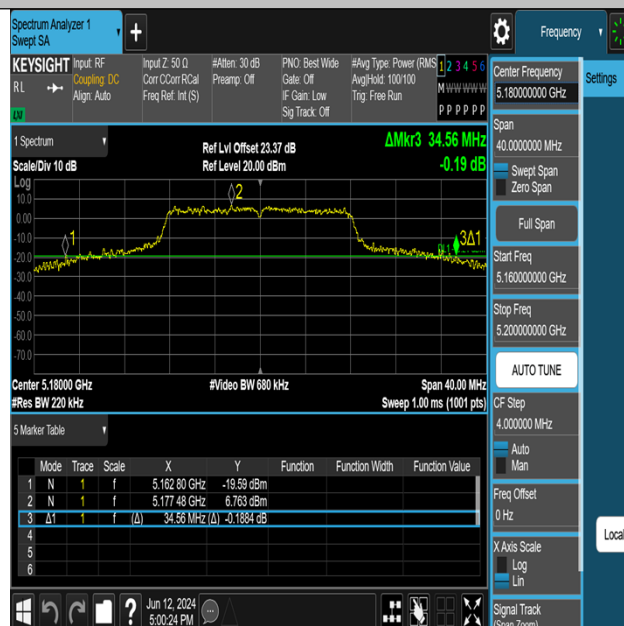 Spectrum Analyzer 1
Swept SA
Frequency
KEYSIGHT
RL
Input: RF
Coupling: DC
Align: Auto
Input Z: 50 Ω
Corr CCorr RCal
Freq Ref: Int (S)
#Atten: 30 dB
Preamp: Off
PNO: Best Wide
Gate: Off
IF Gain: Low
Sig Track: Off
#Avg Type: Power (RMS
Avg|Hold: 100/100
Trig: Free Run
1 2 3 4 5 6
M W W W W W
P P P P P P
1 Spectrum
Scale/Div 10 dB
Ref Lvl Offset 23.37 dB
Ref Level 20.00 dBm
ΔMkr3 34.56 MHz
-0.19 dB
Log
10.0
0.00
-10.0
-20.0
-30.0
-40.0
-50.0
-60.0
-70.0
1
2
3Δ1
Center 5.18000 GHz
#Res BW 220 kHz
#Video BW 680 kHz
Span 40.00 MHz
Sweep 1.00 ms (1001 pts)
5 Marker Table
Mode Trace Scale X Y Function Function Width Function Value
1 N 1 f 5.162 80 GHz -19.59 dBm
2 N 1 f 5.177 48 GHz 6.763 dBm
3 Δ1 1 f (Δ) 34.56 MHz (Δ) -0.1884 dB
4
5
6
Jun 12, 2024
5:00:24 PM
Center Frequency
5.18000000 GHz
Settings
Span
40.0000000 MHz
Swept Span
Zero Span
Full Span
Start Freq
5.160000000 GHz
Stop Freq
5.200000000 GHz
AUTO TUNE
CF Step
4.000000 MHz
Auto
Man
Freq Offset
0 Hz
Local
X Axis Scale
Log
Lin
Signal Track
(Span Zoom)